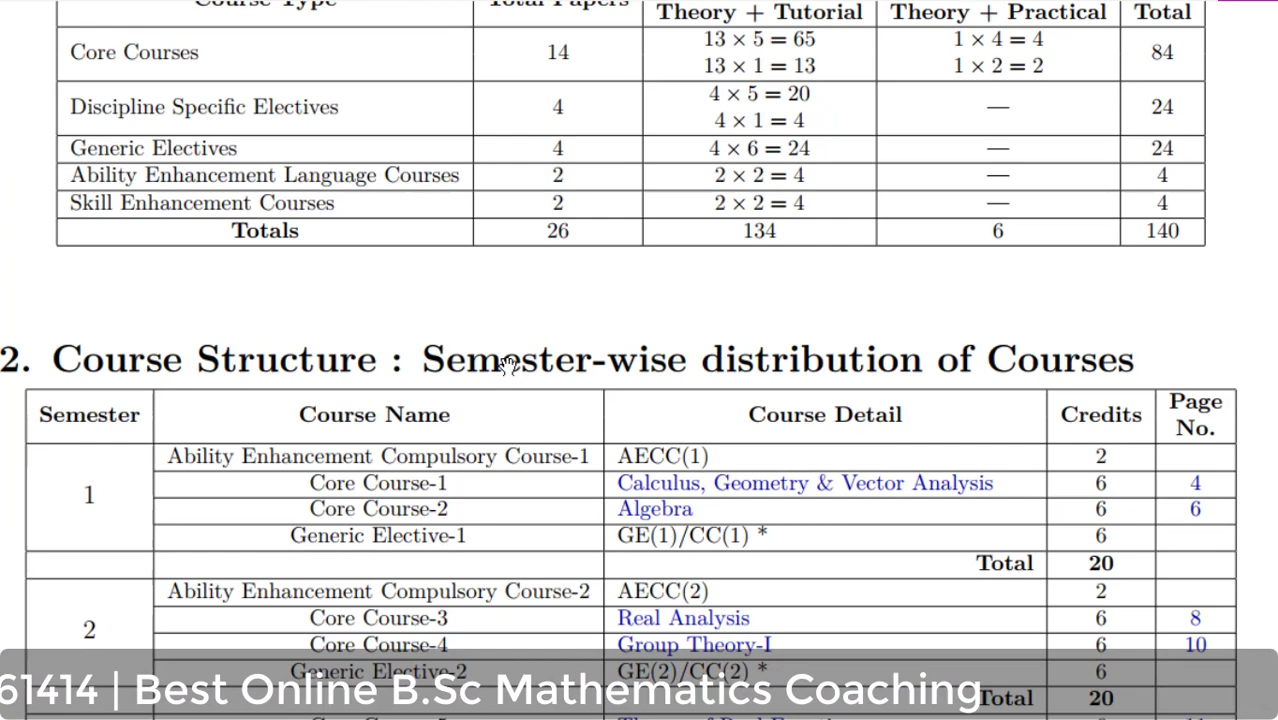 Course Type Total Papers
Theory + Tutorial Theory + Practical Total
Core Courses 14 13 × 5 = 65 1 × 4 = 4 84
13 × 1 = 13 1 × 2 = 2
Discipline Specific Electives 4 4 × 5 = 20 — 24
4 × 1 = 4
Generic Electives 4 4 × 6 = 24 — 24
Ability Enhancement Language Courses 2 2 × 2 = 4 — 4
Skill Enhancement Courses 2 2 × 2 = 4 — 4
Totals 26 134 6 140
2. Course Structure : Semester-wise distribution of Courses
Semester Course Name Course Detail Credits Page No.
1 Ability Enhancement Compulsory Course-1 AECC(1) 2
Core Course-1 Calculus, Geometry & Vector Analysis 6 4
Core Course-2 Algebra 6 6
Generic Elective-1 GE(1)/CC(1) * 6
Total 20
2 Ability Enhancement Compulsory Course-2 AECC(2) 2
Core Course-3 Real Analysis 6 8
Core Course-4 Group Theory-I 6 10
Generic Elective-2 GE(2)/CC(2) * 6
Total 20
61414 | Best Online B.Sc Mathematics Coaching